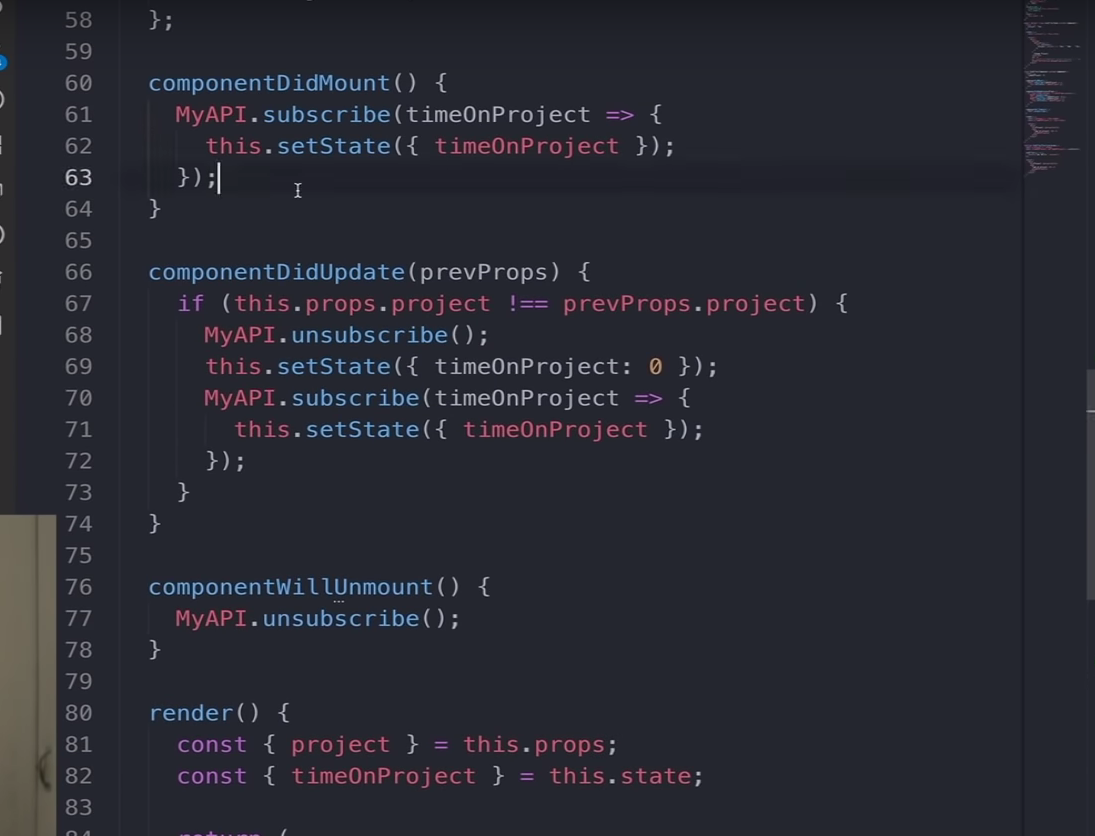 58 };
59
60 componentDidMount() {
61 MyAPI.subscribe(timeOnProject => {
62 this.setState({ timeOnProject });
63 });
64 }
65
66 componentDidUpdate(prevProps) {
67 if (this.props.project !== prevProps.project) {
68 MyAPI.unsubscribe();
69 this.setState({ timeOnProject: 0 });
70 MyAPI.subscribe(timeOnProject => {
71 this.setState({ timeOnProject });
72 });
73 }
74 }
75
76 componentWillUnmount() {
77 MyAPI.unsubscribe();
78 }
79
80 render() {
81 const { project } = this.props;
82 const { timeOnProject } = this.state;
83
84 return (